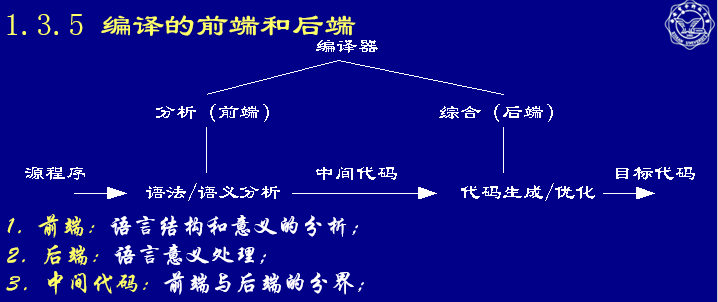 1.3.5 编译的前端和后端
编译器
分析（前端） 综合（后端）
源程序 中间代码 目标代码
语法/语义分析 代码生成/优化
1. 前端：语言结构和意义的分析；
2. 后端：语言意义处理；
3. 中间代码：前端与后端的分界；